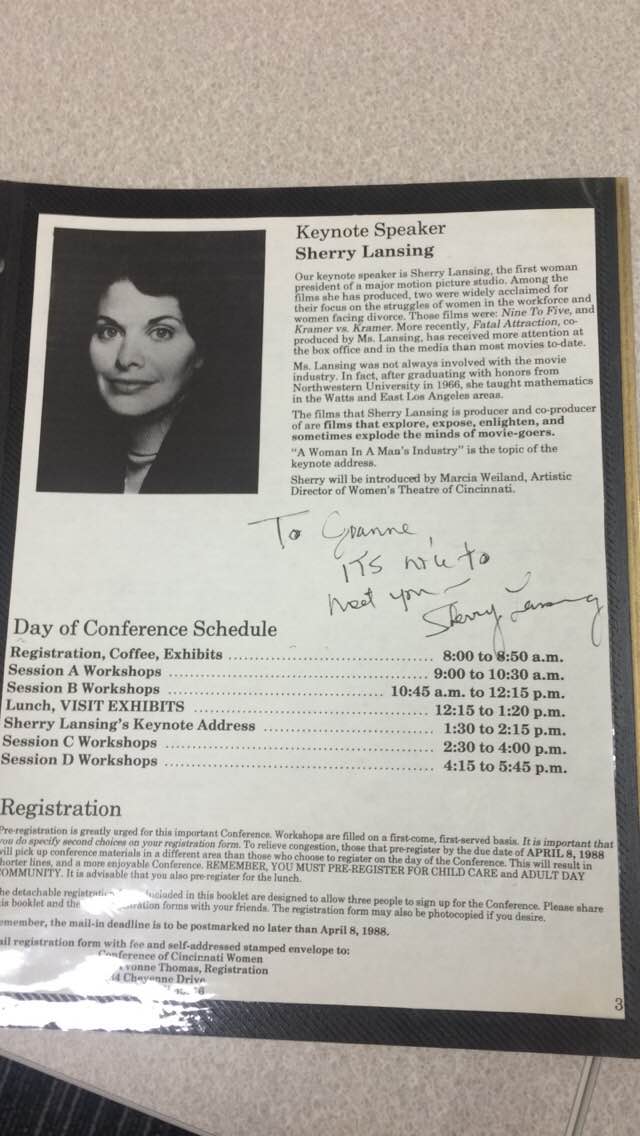 Keynote Speaker
Sherry Lansing
Our keynote speaker is Sherry Lansing, the first woman
president of a major motion picture studio. Among the
films she has produced, two were widely acclaimed for
their focus on the struggles of women in the workforce and
women facing divorce. Those films were: Nine To Five, and
Kramer vs. Kramer. More recently, Fatal Attraction, co-
produced by Ms. Lansing, has received more attention at
the box office and in the media than most movies to-date.
Ms. Lansing was not always involved with the movie
industry. In fact, after graduating with honors from
Northwestern University in 1966, she taught mathematics
in the Watts and East Los Angeles areas.
The films that Sherry Lansing is producer and co-producer
of are films that explore, expose, enlighten, and
sometimes explode the minds of movie-goers.
"A Woman In A Man's Industry" is the topic of the
keynote address.
Sherry will be introduced by Marcia Weiland, Artistic
Director of Women's Theatre of Cincinnati.
To Joanne,
it's nice to
meet you –
Sherry Lansing
Day of Conference Schedule
Registration, Coffee, Exhibits 8:00 to 8:50 a.m.
Session A Workshops 9:00 to 10:30 a.m.
Session B Workshops 10:45 a.m. to 12:15 p.m.
Lunch, VISIT EXHIBITS 12:15 to 1:20 p.m.
Sherry Lansing's Keynote Address 1:30 to 2:15 p.m.
Session C Workshops 2:30 to 4:00 p.m.
Session D Workshops 4:15 to 5:45 p.m.
Registration
Pre-registration is greatly urged for this important Conference. Workshops are filled on a first-come, first-served basis. It is important that
you do specify second choices on your registration form. To relieve congestion, those that pre-register by the due date of APRIL 8, 1988
will pick up conference materials in a different area than those who choose to register on the day of the Conference. This will result in
horter lines, and a more enjoyable Conference. REMEMBER, YOU MUST PRE-REGISTER FOR CHILD CARE and ADULT DAY
COMMUNITY. It is advisable that you also pre-register for the lunch.
he detachable included in this booklet are designed to allow three people to sign up for the Conference. Please share
is booklet and the forms with your friends. The registration form may also be photocopied if you desire.
emember, the mail-in deadline is to be postmarked no later than April 8, 1988.
ail registration form with fee and self-addressed stamped envelope to:
Conference of Cincinnati Women
Yvonne Thomas, Registration
Cheyenne Drive
3